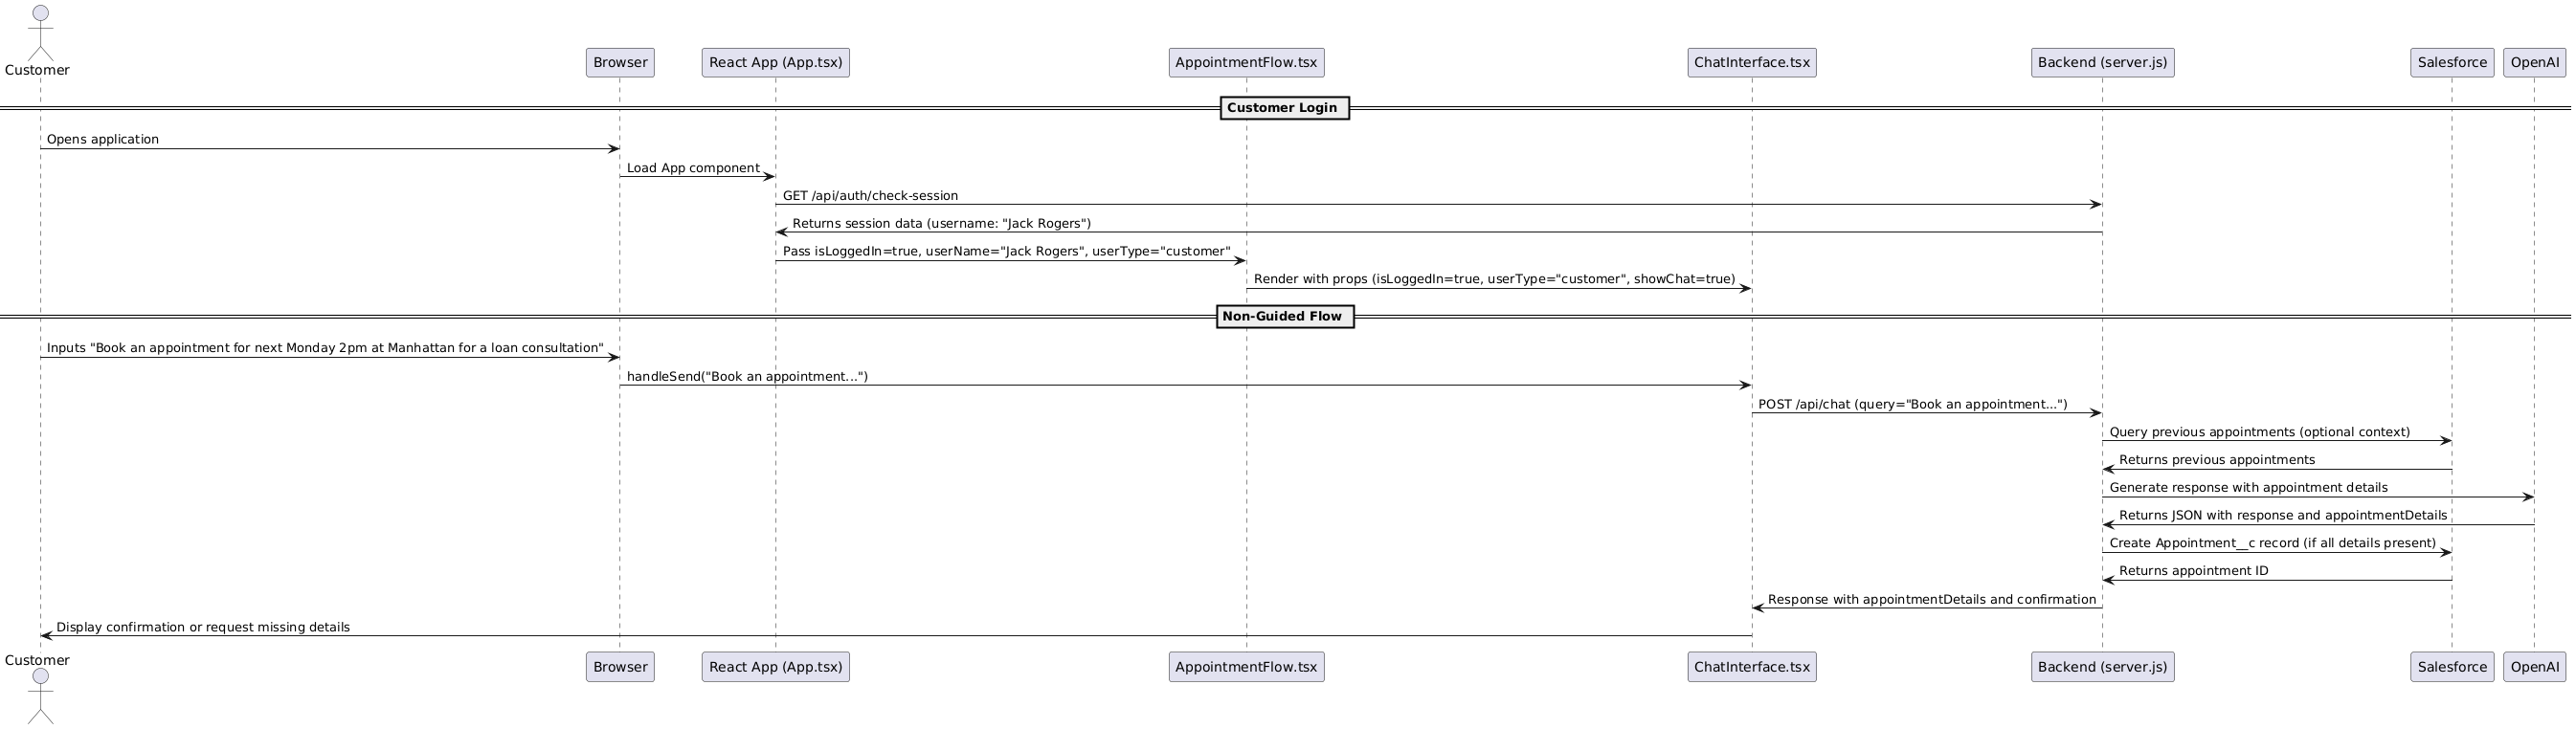 Customer
Browser
React App (App.tsx)
AppointmentFlow.tsx
ChatInterface.tsx
Backend (server.js)
Salesforce
OpenAI
Customer Login
Opens application
Load App component
GET /api/auth/check-session
Returns session data (username: "Jack Rogers")
Pass isLoggedIn=true, userName="Jack Rogers", userType="customer"
Render with props (isLoggedIn=true, userType="customer", showChat=true)
Non-Guided Flow
Inputs "Book an appointment for next Monday 2pm at Manhattan for a loan consultation"
handleSend("Book an appointment...")
POST /api/chat (query="Book an appointment...")
Query previous appointments (optional context)
Returns previous appointments
Generate response with appointment details
Returns JSON with response and appointmentDetails
Create Appointment__c record (if all details present)
Returns appointment ID
Response with appointmentDetails and confirmation
Display confirmation or request missing details
Customer
Browser
React App (App.tsx)
AppointmentFlow.tsx
ChatInterface.tsx
Backend (server.js)
Salesforce
OpenAI